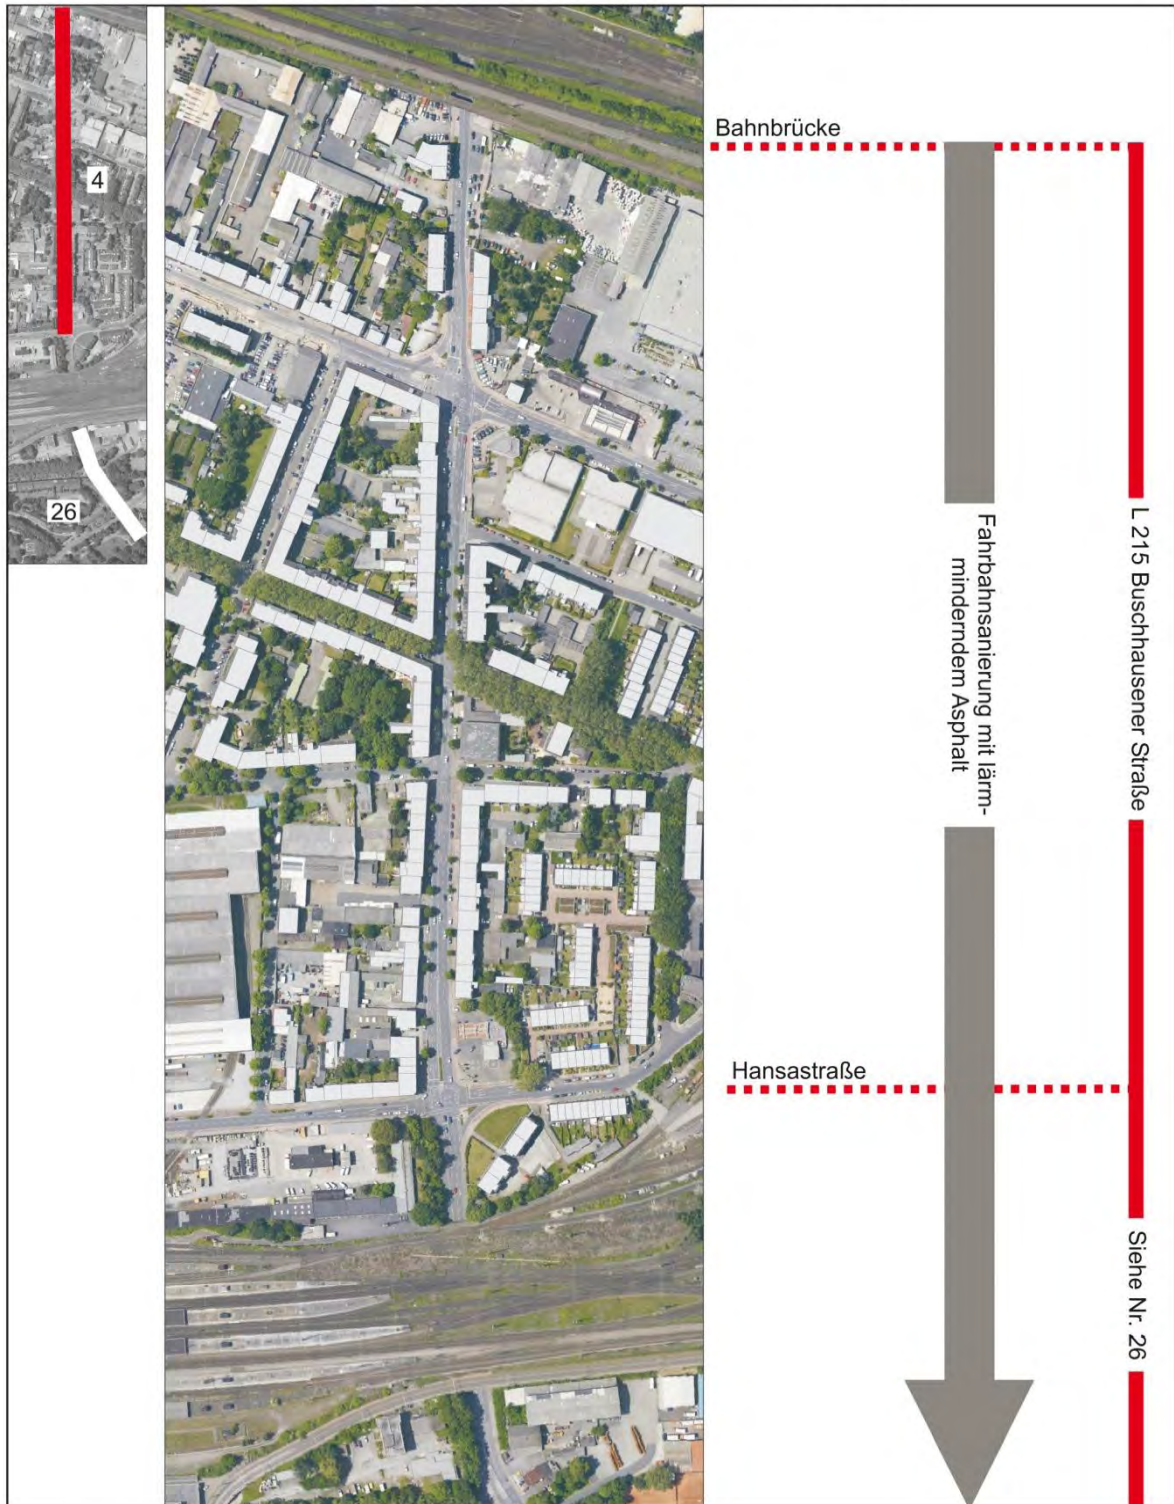 4
26
Bahnbrücke
Fahrbahnsanierung mit lärm-
minderndem Asphalt
L 215 Buschhausener Straße
Hansastraße
Siehe Nr. 26